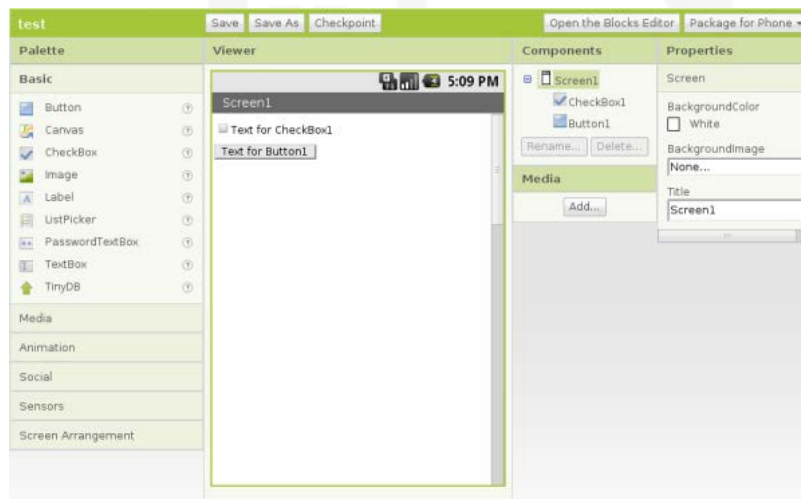 test
Save Save As Checkpoint Open the Blocks Editor Package for Phone
Palette
Basic
Button
Canvas
CheckBox
Image
Label
ListPicker
PasswordTextBox
TextBox
TinyDB
Media
Animation
Social
Sensors
Screen Arrangement
Viewer
5:09 PM
Screen1
Text for CheckBox1
Text for Button1
Components
Screen1
CheckBox1
Button1
Rename... Delete...
Media
Add...
Properties
Screen
BackgroundColor
White
BackgroundImage
None...
Title
Screen1